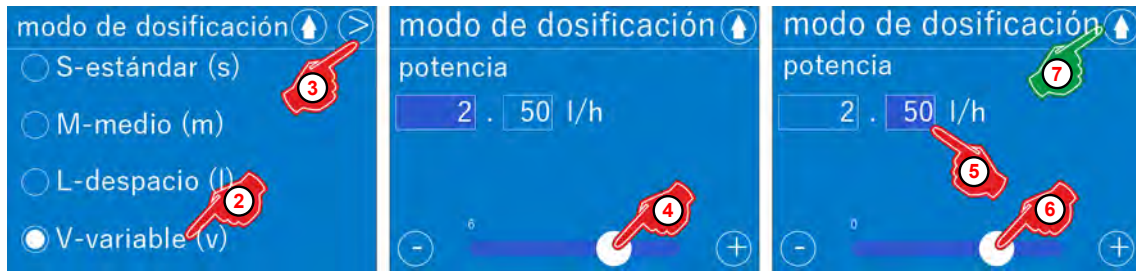 modo de dosificación
S-estándar (s)
3
M-medio (m)
L-despacio (l)
2
V-variable (v)
modo de dosificación
potencia
2 . 50 l/h
4
6
- +
modo de dosificación
7
potencia
2 . 50 l/h
5
6
0
- +